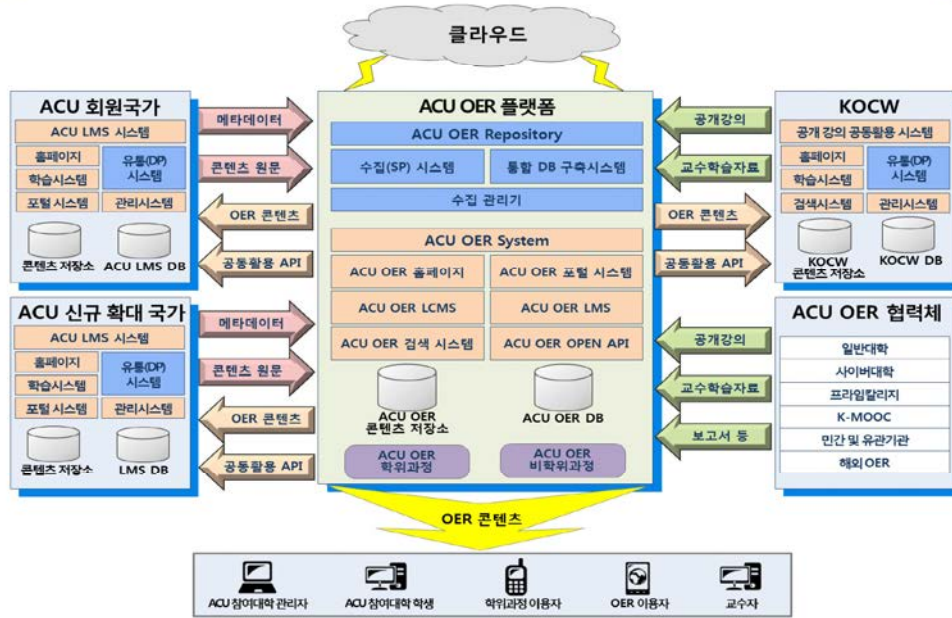 클라우드
ACU 회원국가
ACU LMS 시스템
홈페이지
학습시스템
포털 시스템
유통(DP)
시스템
관리시스템
콘텐츠 저장소
ACU LMS DB
메타데이터
콘텐츠 원문
OER 콘텐츠
공동활용 API
ACU 신규 확대 국가
ACU LMS 시스템
홈페이지
학습시스템
포털 시스템
유통(DP)
시스템
관리시스템
콘텐츠 저장소
LMS DB
메타데이터
콘텐츠 원문
OER 콘텐츠
공동활용 API
ACU OER 플랫폼
ACU OER Repository
수집(SP) 시스템
통합 DB 구축시스템
수집 관리기
ACU OER System
ACU OER 홈페이지
ACU OER 포털 시스템
ACU OER LCMS
ACU OER LMS
ACU OER 검색 시스템
ACU OER OPEN API
ACU OER
콘텐츠 저장소
ACU OER DB
ACU OER
학위과정
ACU OER
비학위과정
공개강의
교수학습자료
OER 콘텐츠
공동활용 API
KOCW
공개 강의 공동활용 시스템
홈페이지
학습시스템
검색시스템
유통(DP)
시스템
관리시스템
KOCW
콘텐츠 저장소
KOCW DB
공개강의
교수학습자료
보고서 등
ACU OER 협력체
일반대학
사이버대학
프라임칼리지
K-MOOC
민간 및 유관기관
해외 OER
OER 콘텐츠
ACU 참여대학 관리자
ACU 참여대학 학생
학위과정 이용자
OER 이용자
교수자